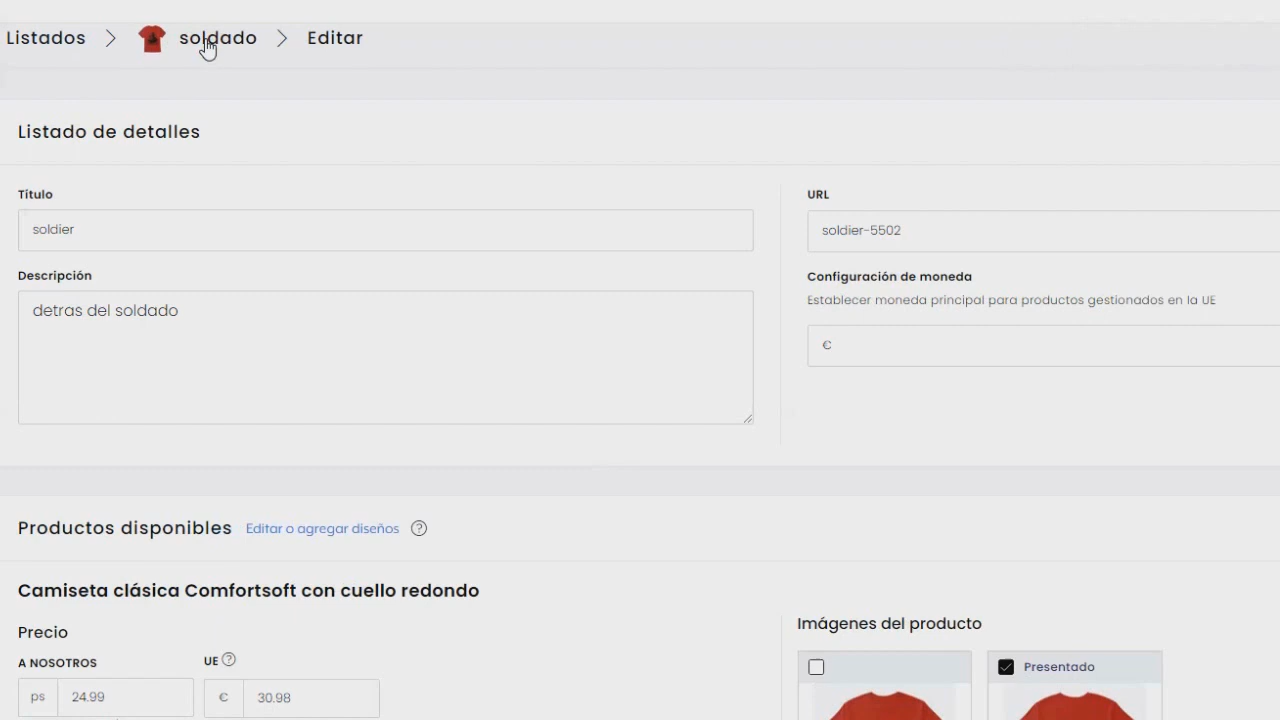 Listados > soldado > Editar
Listado de detalles
Título
soldier
Descripción
detras del soldado
URL
soldier-5502
Configuración de moneda
Establecer moneda principal para productos gestionados en la UE
€
Productos disponibles Editar o agregar diseños ?
Camiseta clásica Comfortsoft con cuello redondo
Precio
A NOSOTROS UE ?
ps 24.99 € 30.98
Imágenes del producto
Presentado